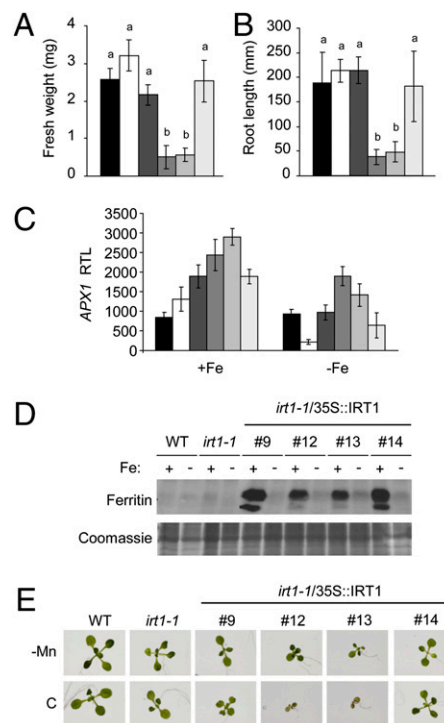 A
B
Fresh weight (mg)
4
3
2
1
0
a
a
a
b
b
a
Root length (mm)
300
250
200
150
100
50
0
a
a
a
b
b
a
C
APX1 RTL
3500
3000
2500
2000
1500
1000
500
0
+Fe
-Fe
D
irt1-1/35S::IRT1
WT irt1-1 #9 #12 #13 #14
Fe: + - + - + - + - + - + -
Ferritin
Coomassie
E
irt1-1/35S::IRT1
WT irt1-1 #9 #12 #13 #14
-Mn
C